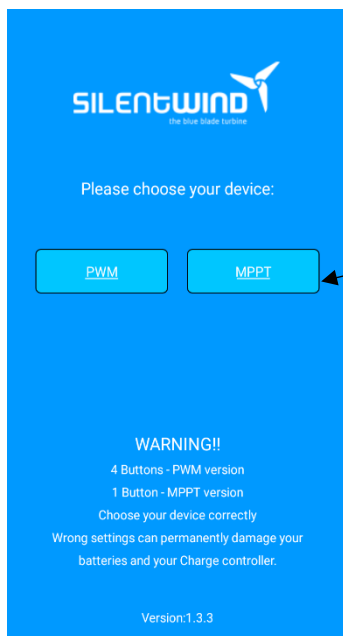 SILENTWIND
the blue blade turbine
Please choose your device:
PWM
MPPT
WARNING!!
4 Buttons - PWM version
1 Button - MPPT version
Choose your device correctly
Wrong settings can permanently damage your
batteries and your Charge controller.
Version:1.3.3